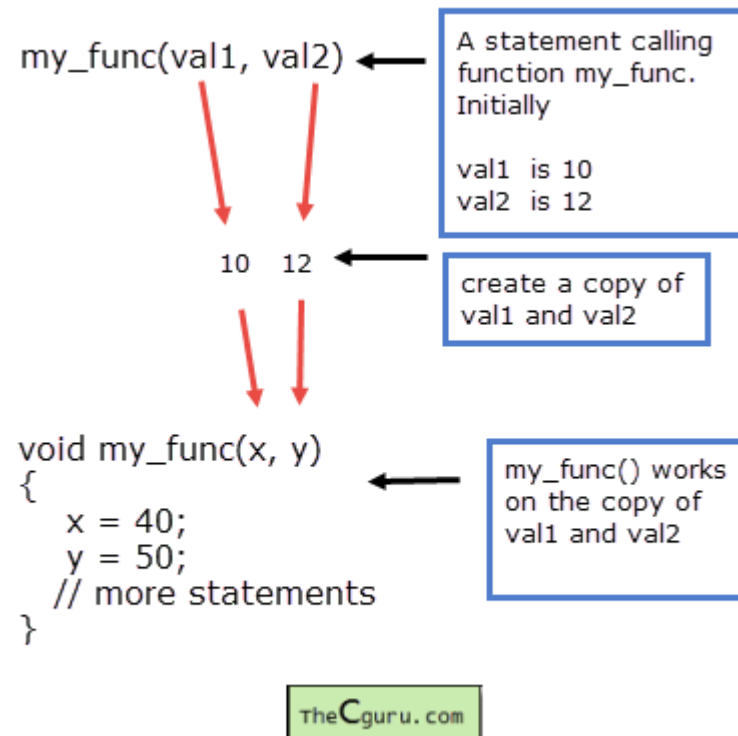 my_func(val1, val2)
A statement calling
function my_func.
Initially
val1 is 10
val2 is 12
10 12
create a copy of
val1 and val2
void my_func(x, y)
{
x = 40;
y = 50;
// more statements
}
my_func() works
on the copy of
val1 and val2
TheCguru.com